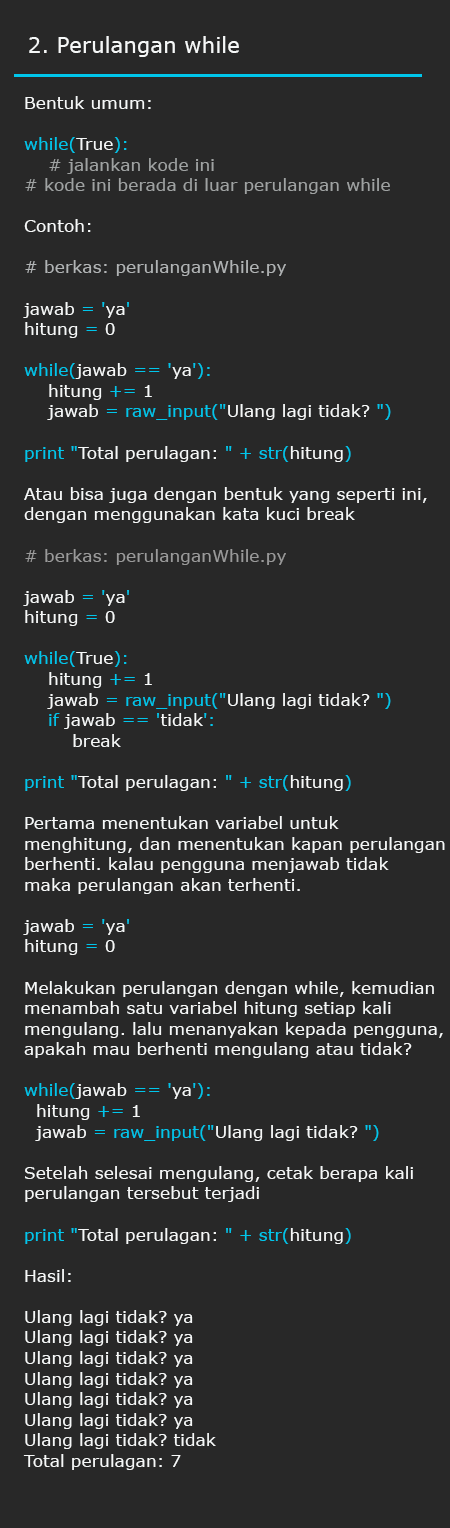 2. Perulangan while
Bentuk umum:
while(True):
# jalankan kode ini
# kode ini berada di luar perulangan while
Contoh:
# berkas: perulanganWhile.py
jawab = 'ya'
hitung = 0
while(jawab == 'ya'):
hitung += 1
jawab = raw_input("Ulang lagi tidak? ")
print "Total perulagan: " + str(hitung)
Atau bisa juga dengan bentuk yang seperti ini,
dengan menggunakan kata kuci break
# berkas: perulanganWhile.py
jawab = 'ya'
hitung = 0
while(True):
hitung += 1
jawab = raw_input("Ulang lagi tidak? ")
if jawab == 'tidak':
break
print "Total perulagan: " + str(hitung)
Pertama menentukan variabel untuk
menghitung, dan menentukan kapan perulangan
berhenti. kalau pengguna menjawab tidak
maka perulangan akan terhenti.
jawab = 'ya'
hitung = 0
Melakukan perulangan dengan while, kemudian
menambah satu variabel hitung setiap kali
mengulang. lalu menanyakan kepada pengguna,
apakah mau berhenti mengulang atau tidak?
while(jawab == 'ya'):
hitung += 1
jawab = raw_input("Ulang lagi tidak? ")
Setelah selesai mengulang, cetak berapa kali
perulangan tersebut terjadi
print "Total perulagan: " + str(hitung)
Hasil:
Ulang lagi tidak? ya
Ulang lagi tidak? ya
Ulang lagi tidak? ya
Ulang lagi tidak? ya
Ulang lagi tidak? ya
Ulang lagi tidak? ya
Ulang lagi tidak? tidak
Total perulagan: 7